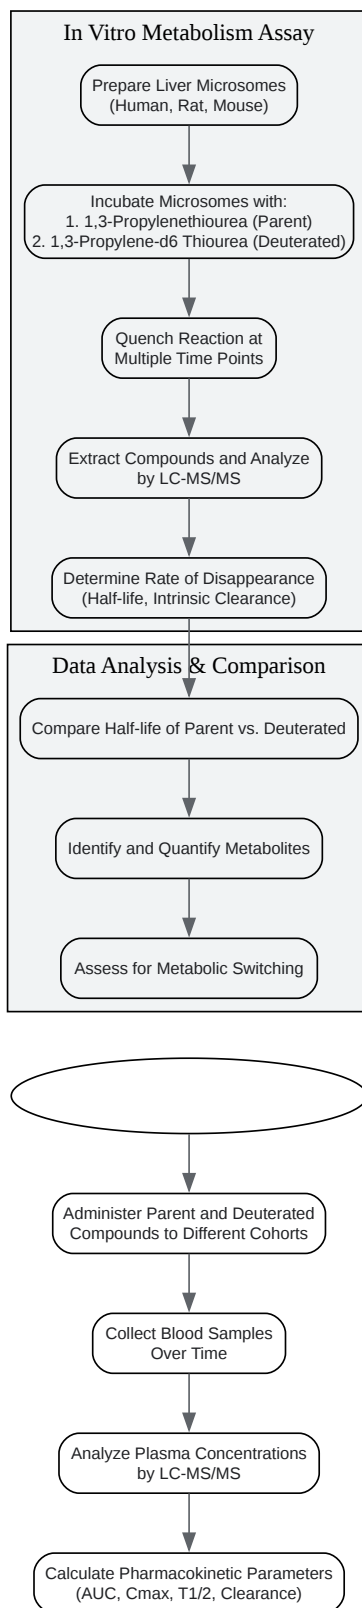 In Vitro Metabolism Assay
Prepare Liver Microsomes
(Human, Rat, Mouse)
Incubate Microsomes with:
1. 1,3-Propylenethiourea (Parent)
2. 1,3-Propylene-d6 Thiourea (Deuterated)
Quench Reaction at
Multiple Time Points
Extract Compounds and Analyze
by LC-MS/MS
Determine Rate of Disappearance
(Half-life, Intrinsic Clearance)
Data Analysis & Comparison
Compare Half-life of Parent vs. Deuterated
Identify and Quantify Metabolites
Assess for Metabolic Switching
Administer Parent and Deuterated
Compounds to Different Cohorts
Collect Blood Samples
Over Time
Analyze Plasma Concentrations
by LC-MS/MS
Calculate Pharmacokinetic Parameters
(AUC, Cmax, T1/2, Clearance)